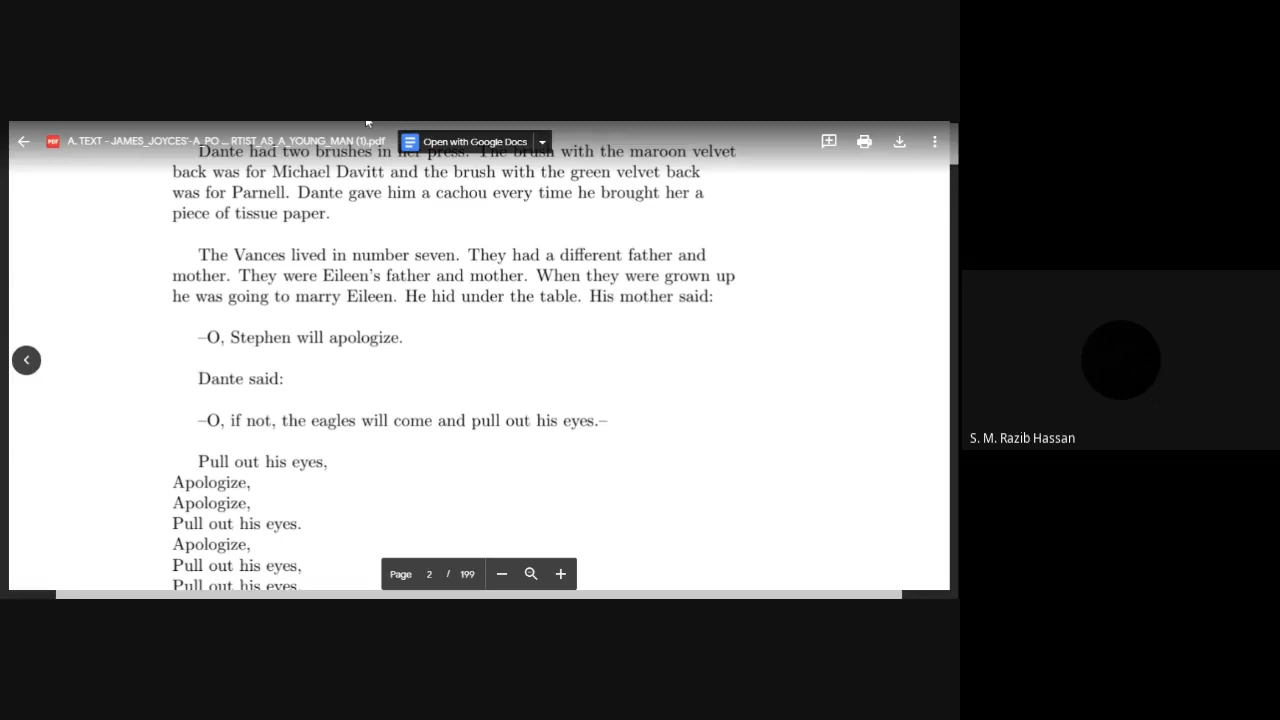 A. TEXT - JAMES_JOYCES'-A_PO ... RTIST_AS_A_YOUNG_MAN (1).pdf
Open with Google Docs
Dante had two brushes in her press. The brush with the maroon velvet
back was for Michael Davitt and the brush with the green velvet back
was for Parnell. Dante gave him a cachou every time he brought her a
piece of tissue paper.
The Vances lived in number seven. They had a different father and
mother. They were Eileen's father and mother. When they were grown up
he was going to marry Eileen. He hid under the table. His mother said:
–O, Stephen will apologize.
Dante said:
–O, if not, the eagles will come and pull out his eyes.–
Pull out his eyes,
Apologize,
Apologize,
Pull out his eyes.
Apologize,
Pull out his eyes,
Pull out his eyes,
Page 2 / 199
S. M. Razib Hassan